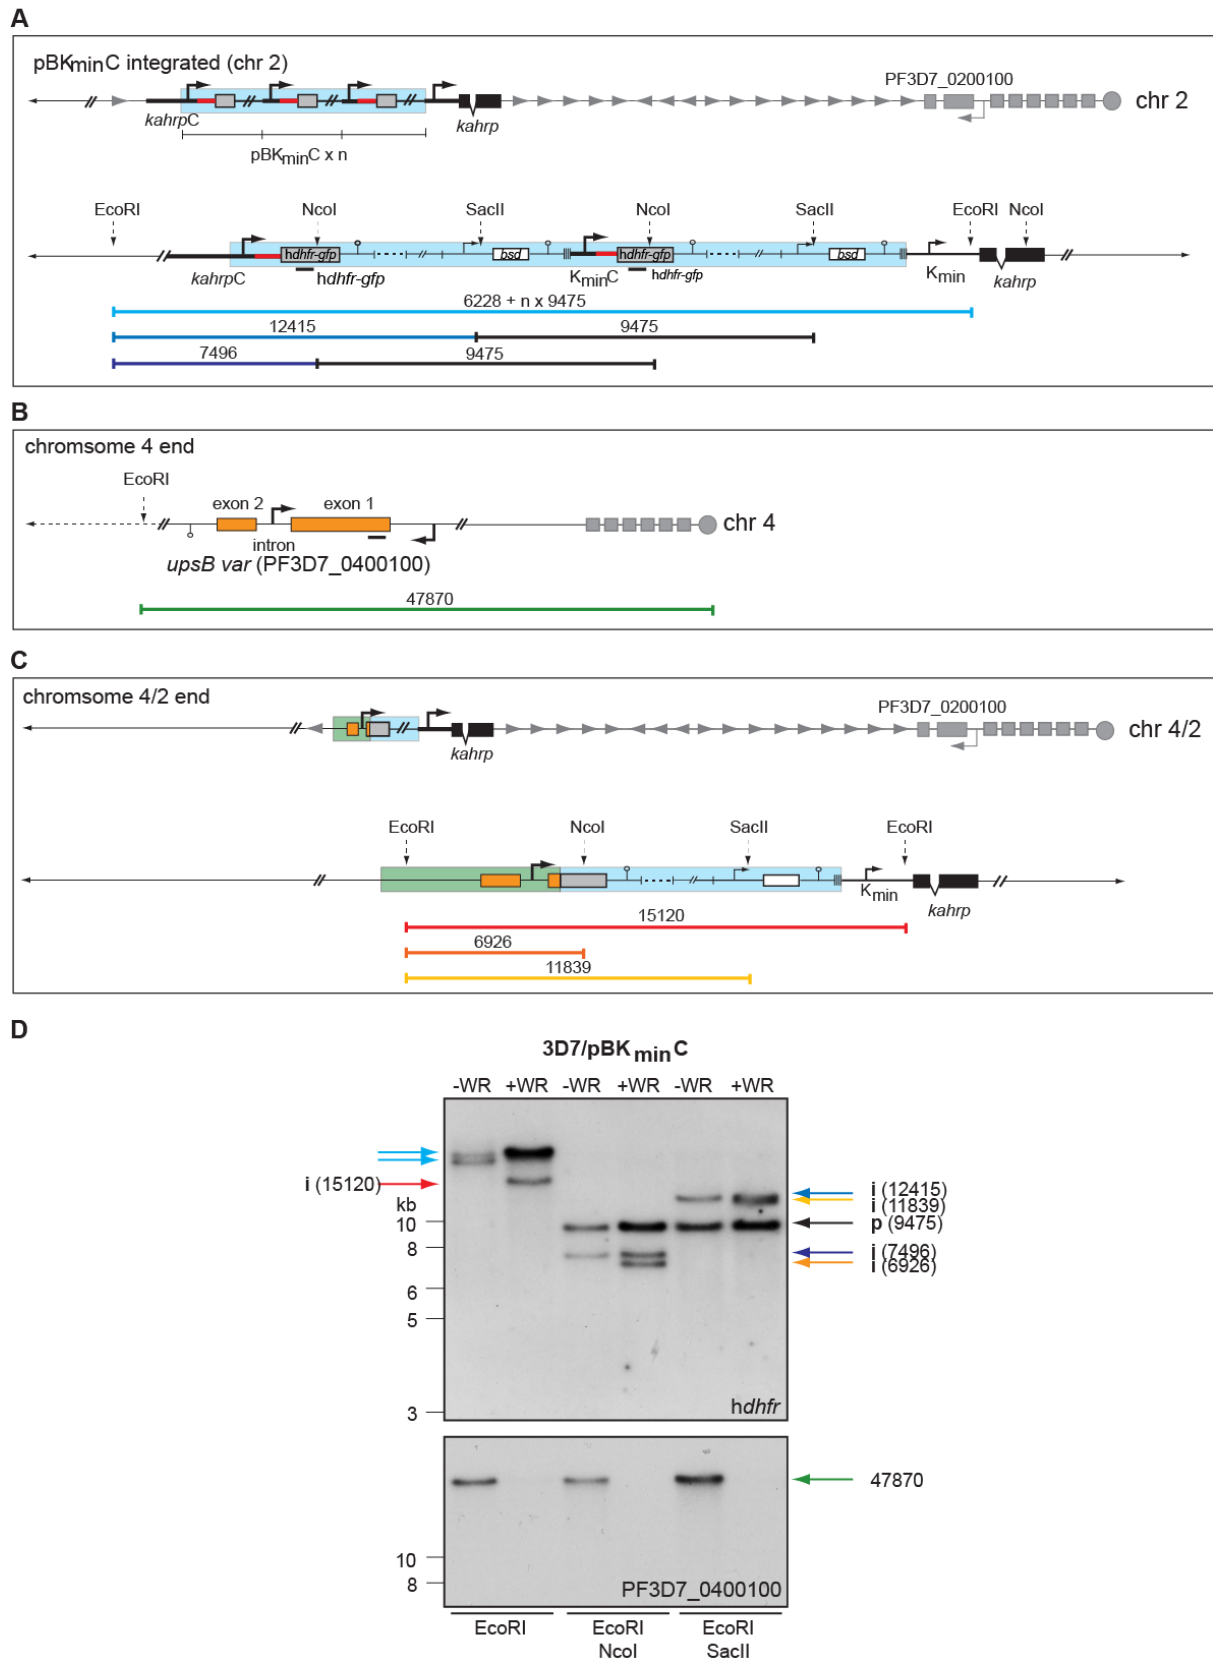 A
pBKminC integrated (chr 2)
PF3D7_0200100
chr 2
kahrpC
kahrp
pBKminC x n
EcoRI NcoI SacII NcoI SacII EcoRI NcoI
hdhfr-gfp bsd hdhfr-gfp bsd
kahrpC hdhfr-gfp KminC hdhfr-gfp Kmin kahrp
6228 + n x 9475
12415 9475
7496 9475
B
chromsome 4 end
EcoRI
exon 2 exon 1
chr 4
intron
upsB var (PF3D7_0400100)
47870
C
chromsome 4/2 end
PF3D7_0200100
chr 4/2
kahrp
EcoRI NcoI SacII EcoRI
Kmin kahrp
15120
6926
11839
D
3D7/pBKminC
-WR +WR -WR +WR -WR +WR
i (15120)
kb
10
8
6
5
3
i (12415)
i (11839)
p (9475)
i (7496)
i (6926)
hdhfr
47870
10
8
PF3D7_0400100
EcoRI EcoRI EcoRI
NcoI SacII